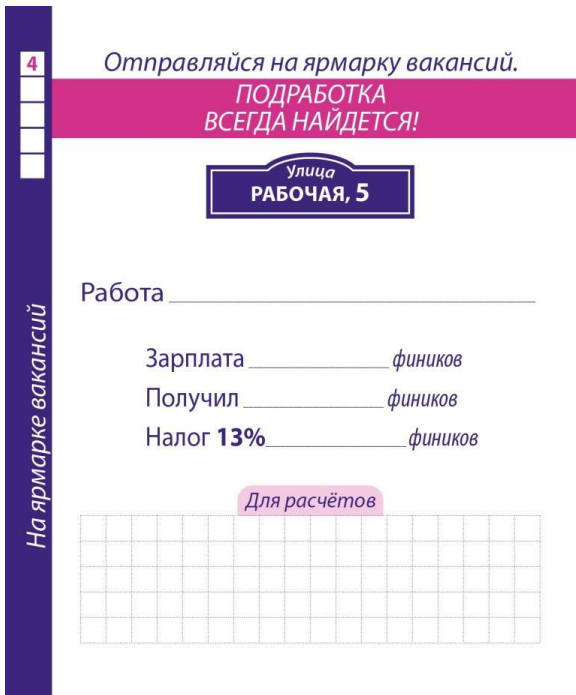 4
Отправляйся на ярмарку вакансий.
ПОДРАБОТКА
ВСЕГДА НАЙДЕТСЯ!
Улица
РАБОЧАЯ, 5
Работа
Зарплата фиников
Получил фиников
Налог 13% фиников
Для расчётов
На ярмарке вакансий